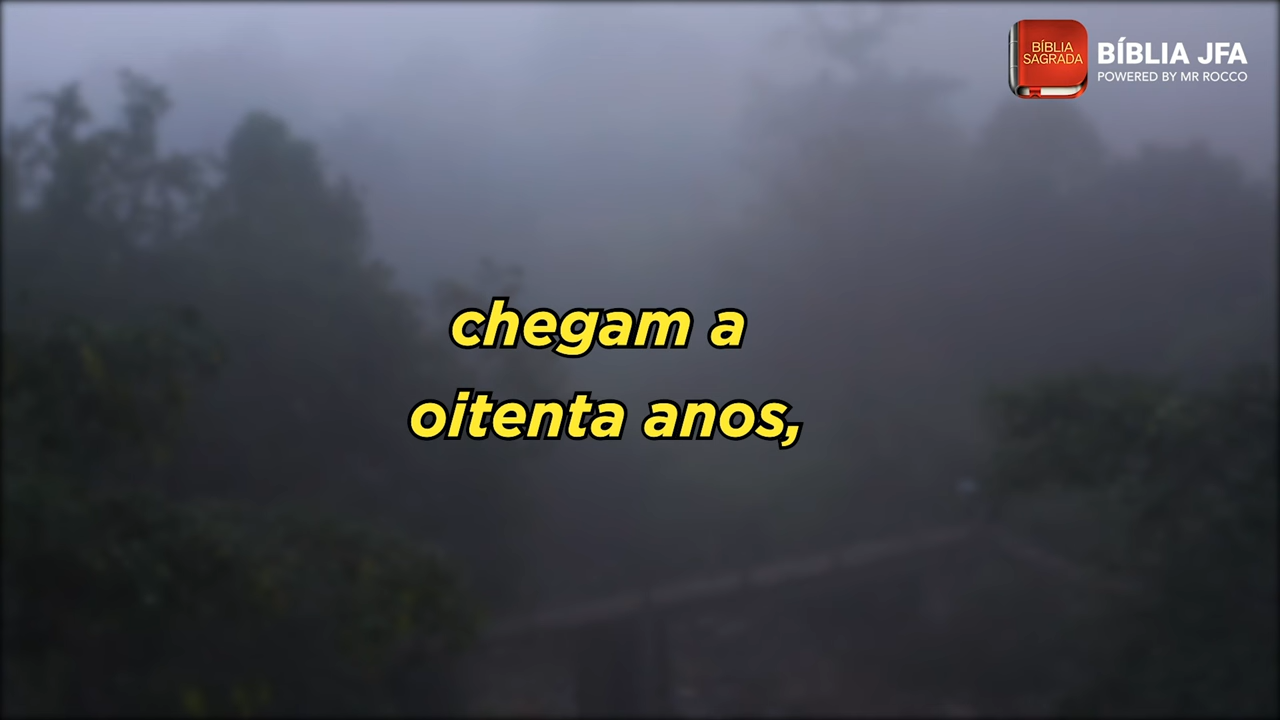 BÍBLIA
SAGRADA
BÍBLIA JFA
POWERED BY MR ROCCO
chegam a
oitenta anos,